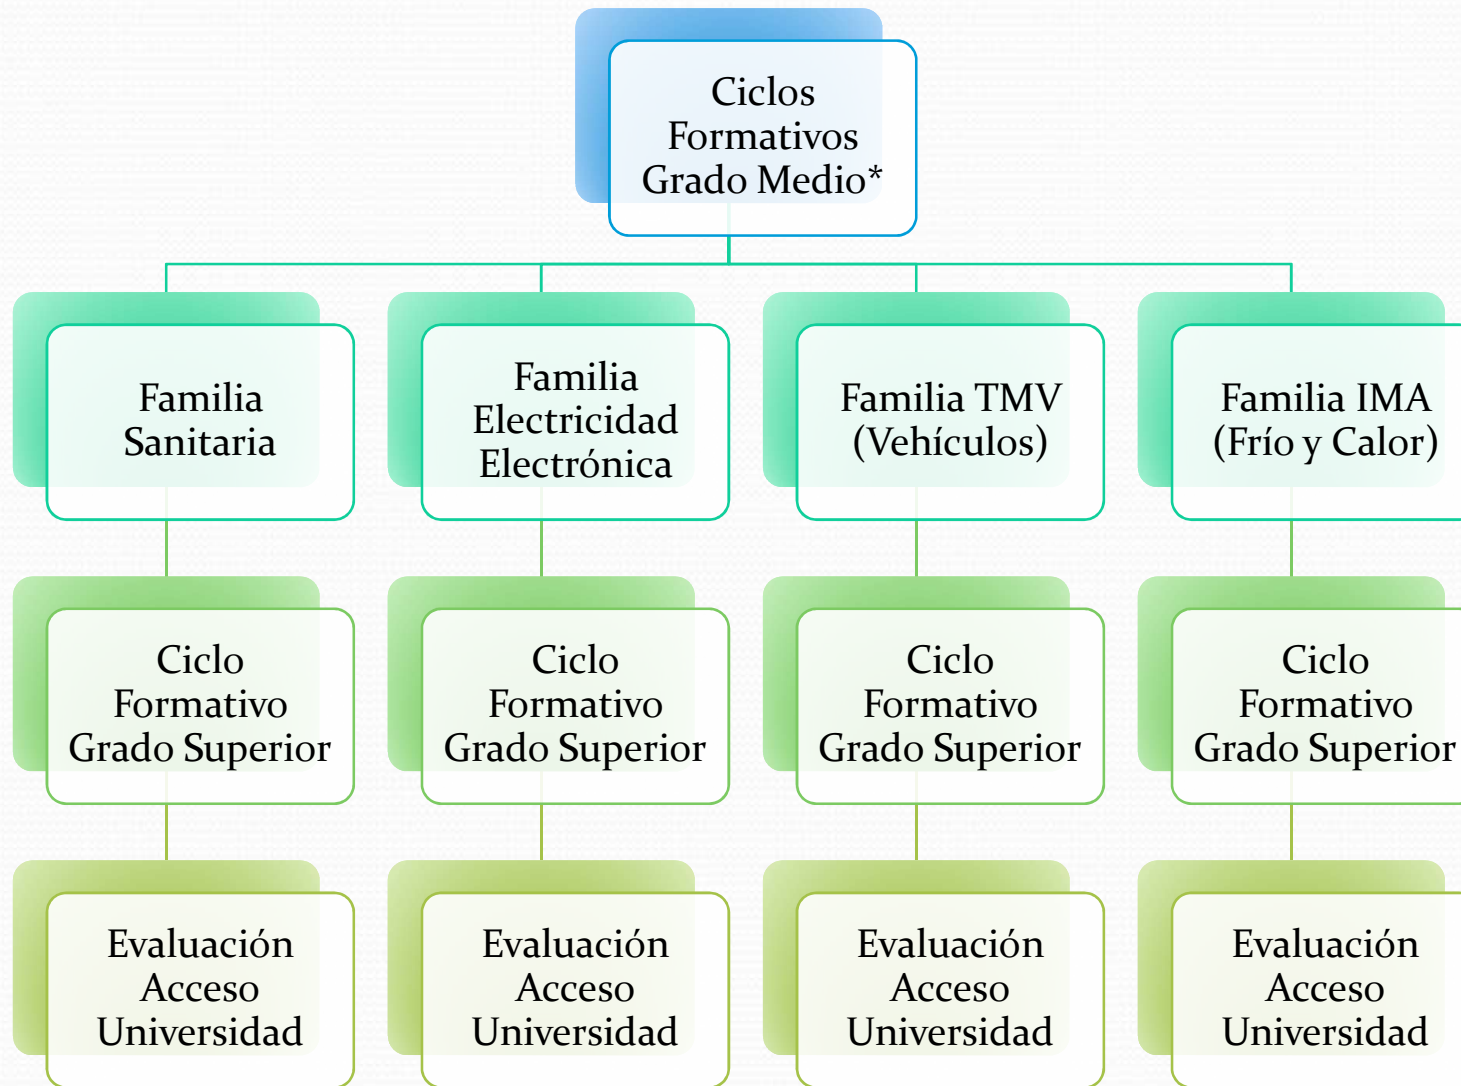 Ciclos
Formativos
Grado Medio*
Familia
Sanitaria
Familia
Electricidad
Electrónica
Familia TMV
(Vehículos)
Familia IMA
(Frío y Calor)
Ciclo
Formativo
Grado Superior
Ciclo
Formativo
Grado Superior
Ciclo
Formativo
Grado Superior
Ciclo
Formativo
Grado Superior
Evaluación
Acceso
Universidad
Evaluación
Acceso
Universidad
Evaluación
Acceso
Universidad
Evaluación
Acceso
Universidad